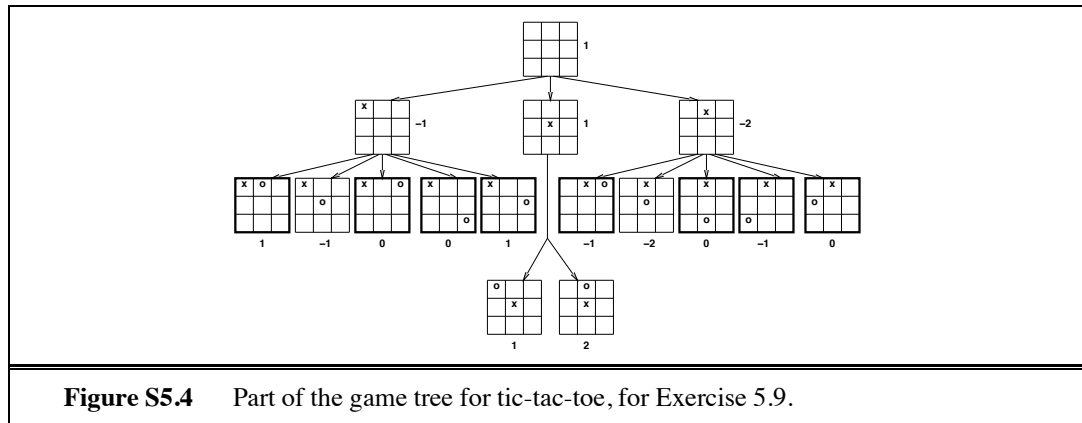 1
x
−1
x
1
x
−2
x o
x
o
x o
x
o
x
o
x o
x
o
x
o
x
o
x
o
1
−1
0
0
1
−1
−2
0
−1
0
o
x
o
x
1
2
Figure S5.4 Part of the game tree for tic-tac-toe, for Exercise 5.9.